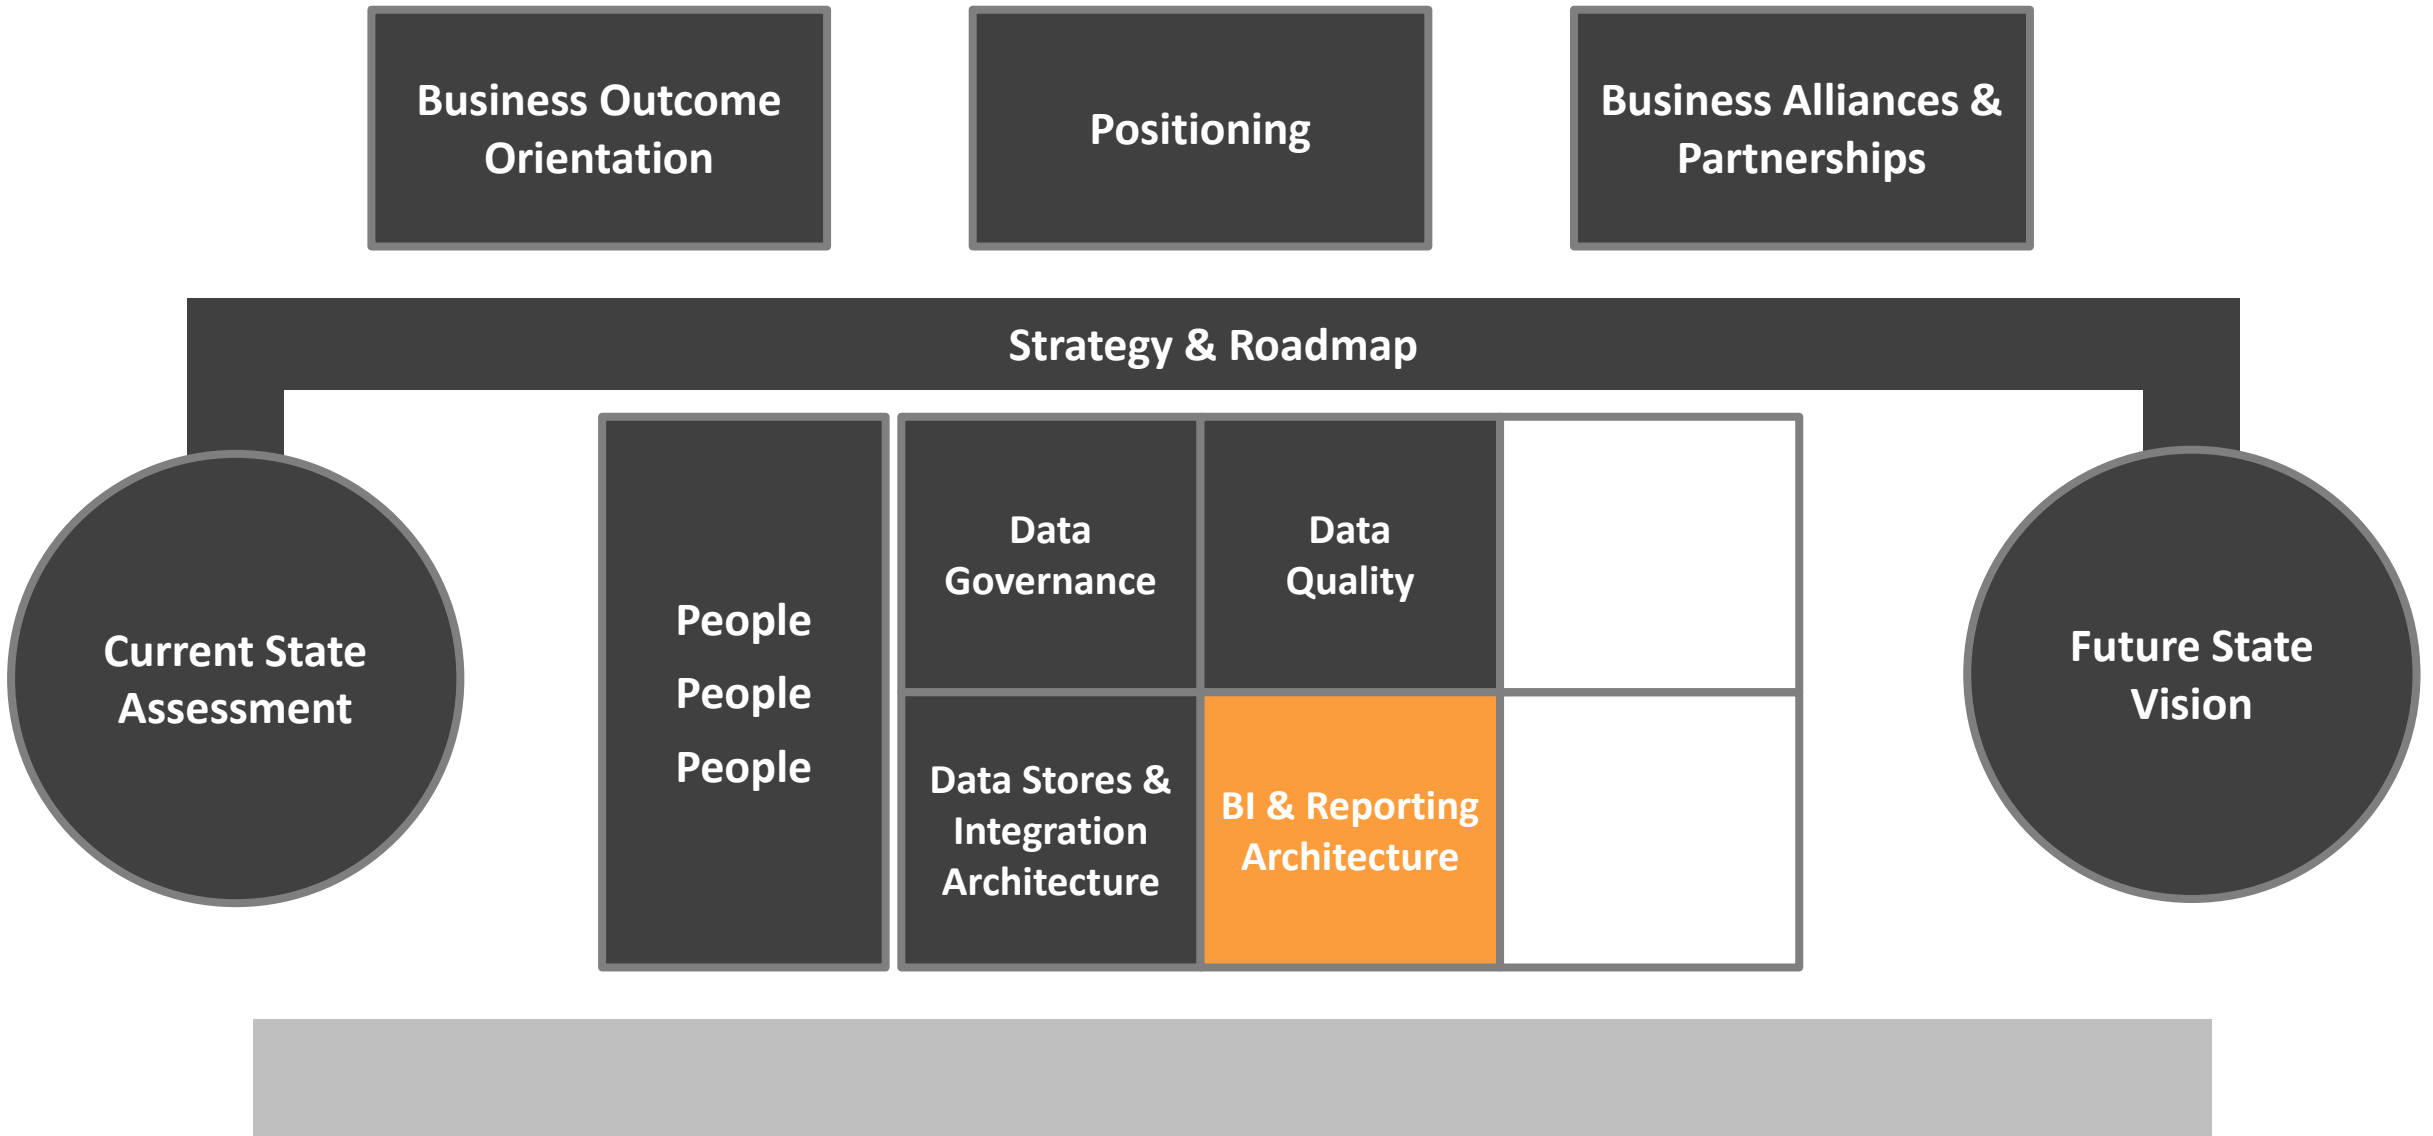 Business Outcome
Orientation
Positioning
Business Alliances &
Partnerships
Strategy & Roadmap
Current State
Assessment
People
People
People
Data
Governance
Data
Quality
Data Stores &
Integration
Architecture
BI & Reporting
Architecture
Future State
Vision